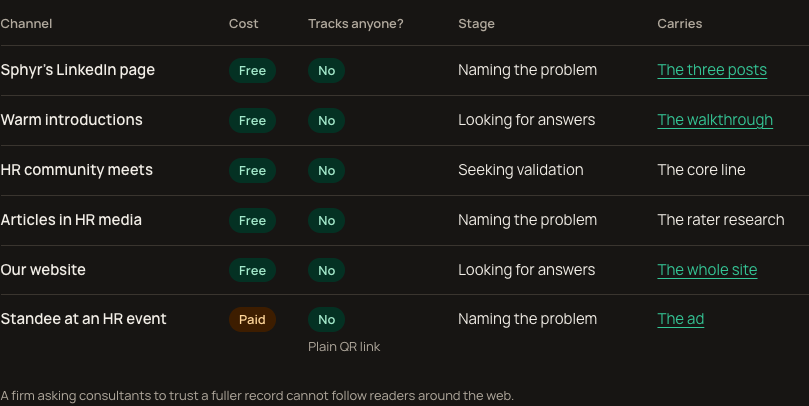 Channel Cost Tracks anyone? Stage Carries
Sphyr's LinkedIn page Free No Naming the problem The three posts
Warm introductions Free No Looking for answers The walkthrough
HR community meets Free No Seeking validation The core line
Articles in HR media Free No Naming the problem The rater research
Our website Free No Looking for answers The whole site
Standee at an HR event Paid No Naming the problem The ad
Plain QR link
A firm asking consultants to trust a fuller record cannot follow readers around the web.